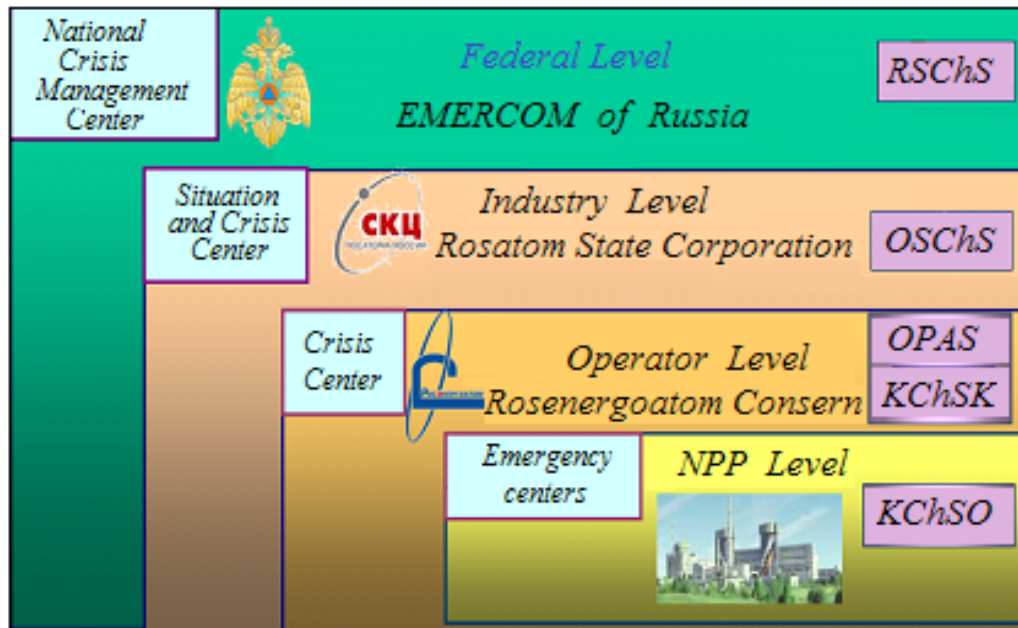 National
Crisis
Management
Center
Federal Level
EMERCOM of Russia
RSChS
Situation
and Crisis
Center
СКЦ
Industry Level
Rosatom State Corporation
OSChS
Crisis
Center
Operator Level
Rosenergoatom Consern
OPAS
KChSK
Emergency
centers
NPP Level
KChSO